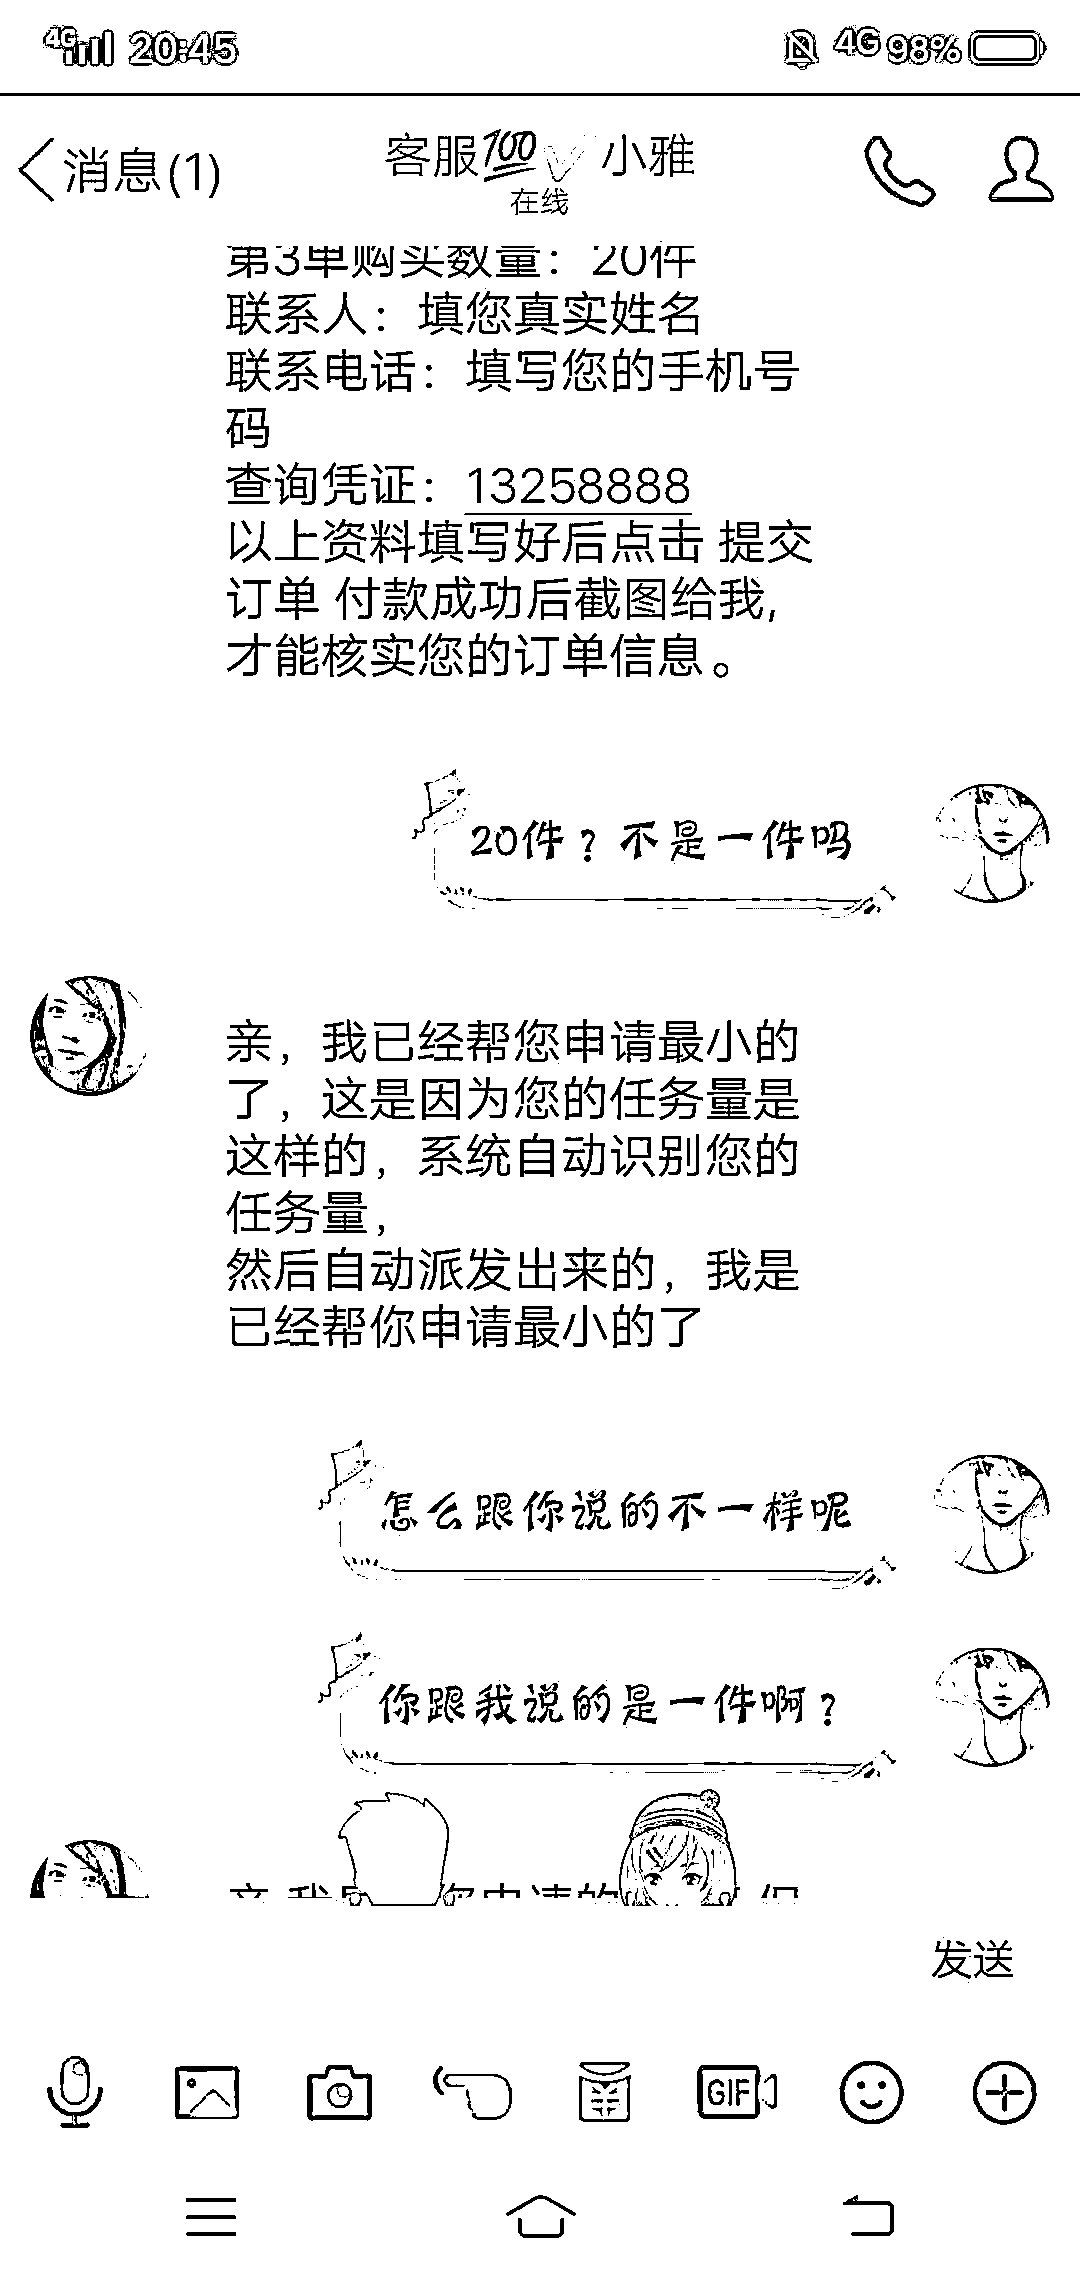 4G 20:45 4G 98%
消息(1)
客服💯 小雅
在线
第3单购买数量：20件
联系人：填您真实姓名
联系电话：填写您的手机号
码
查询凭证：13258888
以上资料填写好后点击 提交
订单 付款成功后截图给我,
才能核实您的订单信息。
20件？不是一件吗
亲，我已经帮您申请最小的
了，这是因为您的任务量是
这样的，系统自动识别您的
任务量，
然后自动派发出来的，我是
已经帮你申请最小的了
怎么跟你说的不一样呢
你跟我说的是一件啊？
发送
GIF